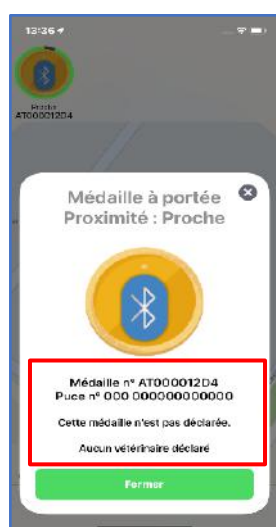 13:36
Proche
AT000012D4
Médaille à portée
Proximité : Proche
Médaille n° AT000012D4
Puce n° 000 000000000000
Cette médaille n'est pas déclarée.
Aucun vétérinaire déclaré
Fermer